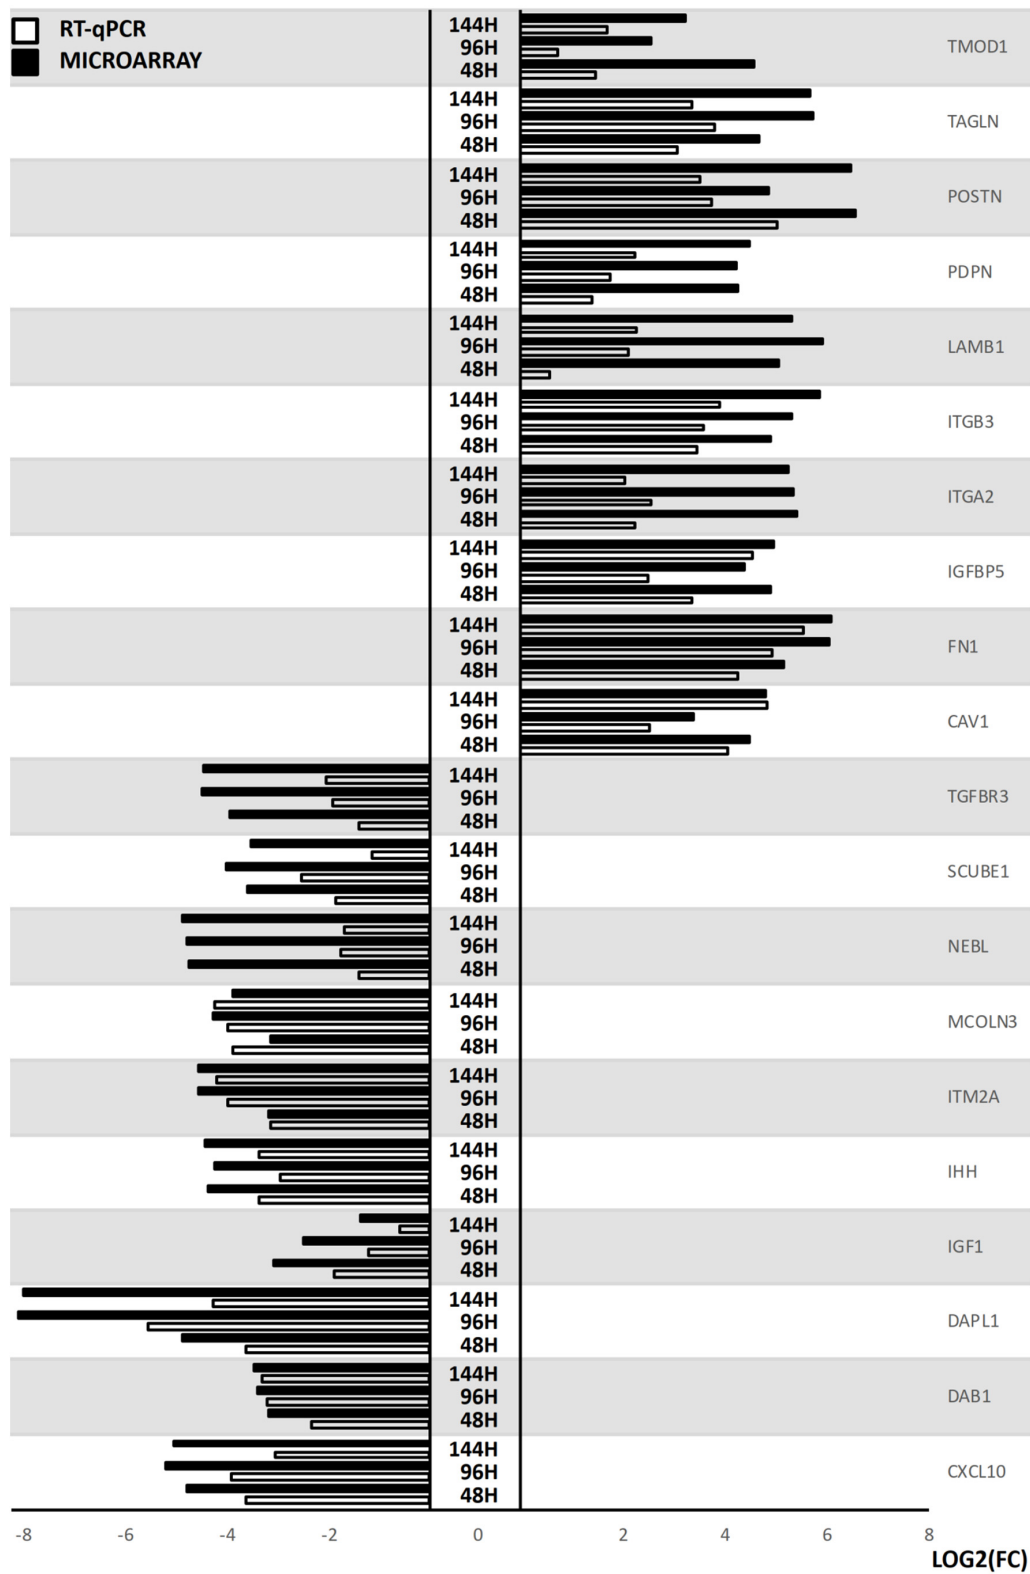 RT-qPCR
MICROARRAY
144H
96H
48H
TMOD1
144H
96H
48H
TAGLN
144H
96H
48H
POSTN
144H
96H
48H
PDPN
144H
96H
48H
LAMB1
144H
96H
48H
ITGB3
144H
96H
48H
ITGA2
144H
96H
48H
IGFBP5
144H
96H
48H
FN1
144H
96H
48H
CAV1
144H
96H
48H
TGFBR3
144H
96H
48H
SCUBE1
144H
96H
48H
NEBL
144H
96H
48H
MCOLN3
144H
96H
48H
ITM2A
144H
96H
48H
IHH
144H
96H
48H
IGF1
144H
96H
48H
DAPL1
144H
96H
48H
DAB1
144H
96H
48H
CXCL10
-8 -6 -4 -2 0 2 4 6 8
LOG2(FC)